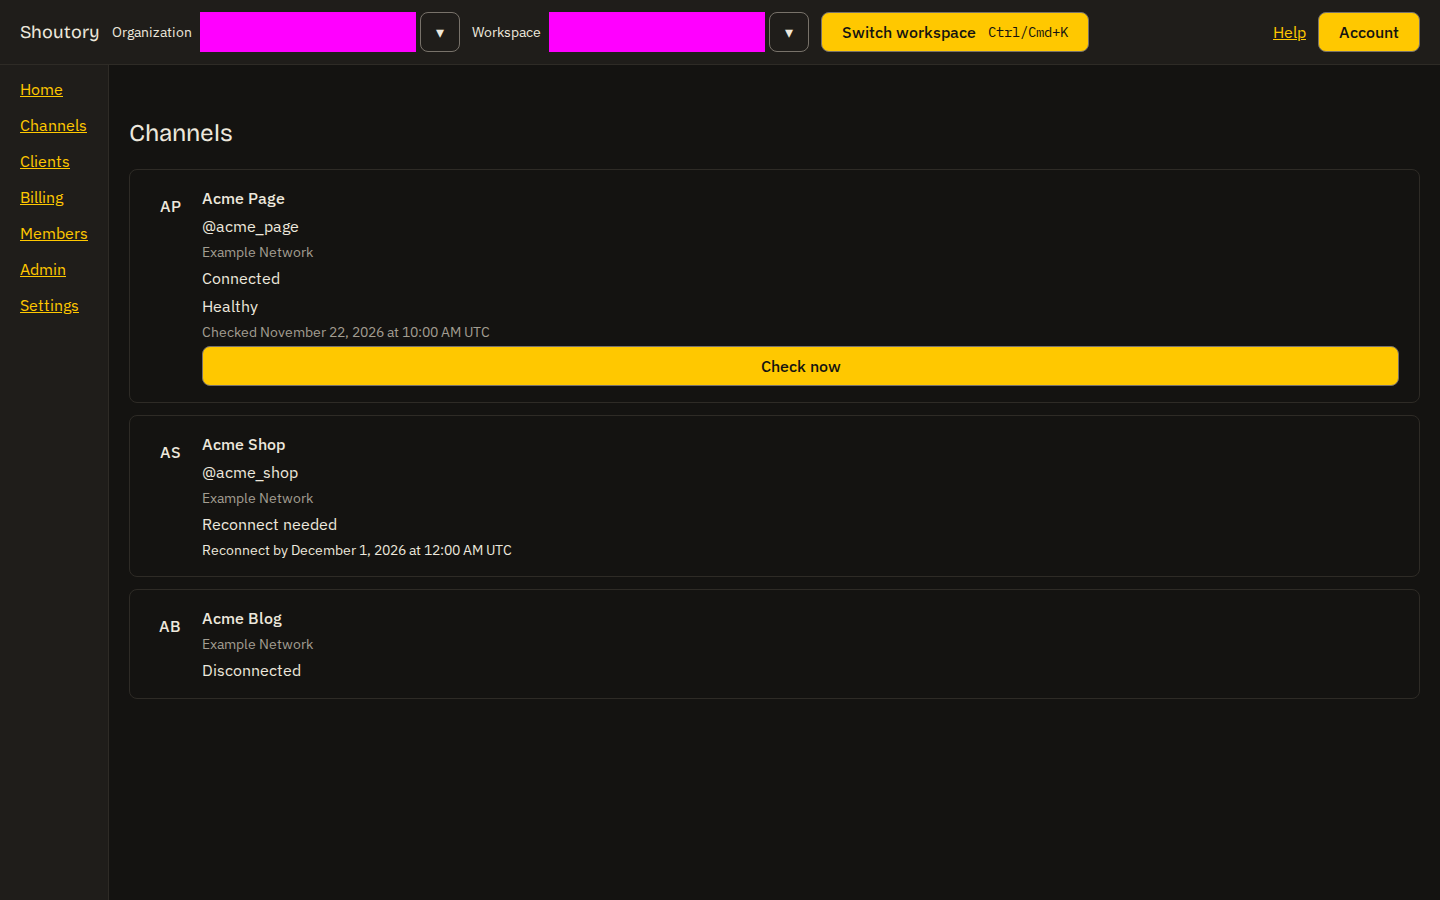 Shoutory Organization ▼ Workspace ▼ Switch workspace Ctrl/Cmd+K Help Account
Home
Channels
Clients
Billing
Members
Admin
Settings
Channels
AP
Acme Page
@acme_page
Example Network
Connected
Healthy
Checked November 22, 2026 at 10:00 AM UTC
Check now
AS
Acme Shop
@acme_shop
Example Network
Reconnect needed
Reconnect by December 1, 2026 at 12:00 AM UTC
AB
Acme Blog
Example Network
Disconnected